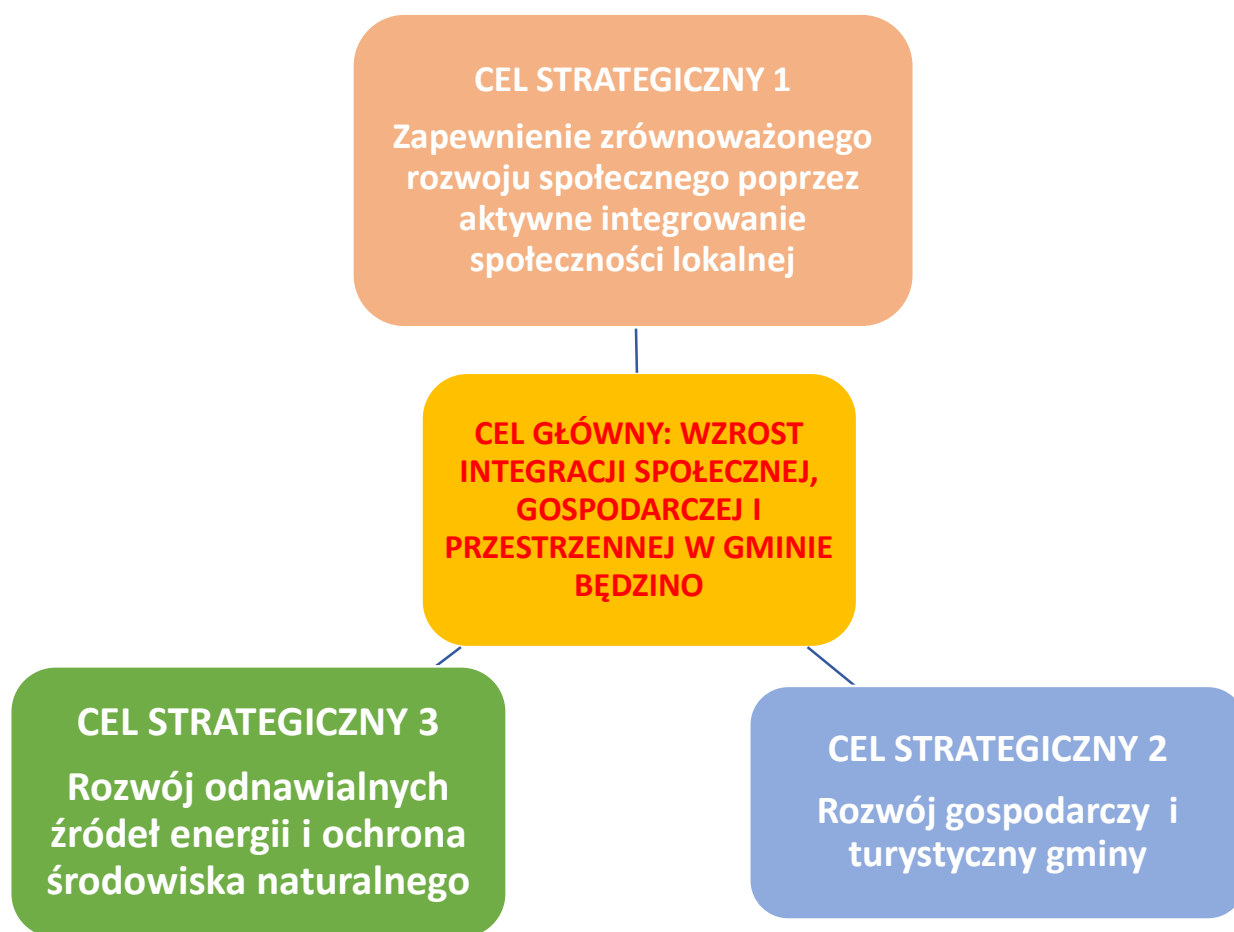 CEL STRATEGICZNY 1
Zapewnienie zrównoważonego
rozwoju społecznego poprzez
aktywne integrowanie
społeczności lokalnej
CEL GŁÓWNY: WZROST
INTEGRACJI SPOŁECZNEJ,
GOSPODARCZEJ I
PRZESTRZENNEJ W GMINIE
BĘDZINO
CEL STRATEGICZNY 3
Rozwój odnawialnych
źródeł energii i ochrona
środowiska naturalnego
CEL STRATEGICZNY 2
Rozwój gospodarczy i
turystyczny gminy